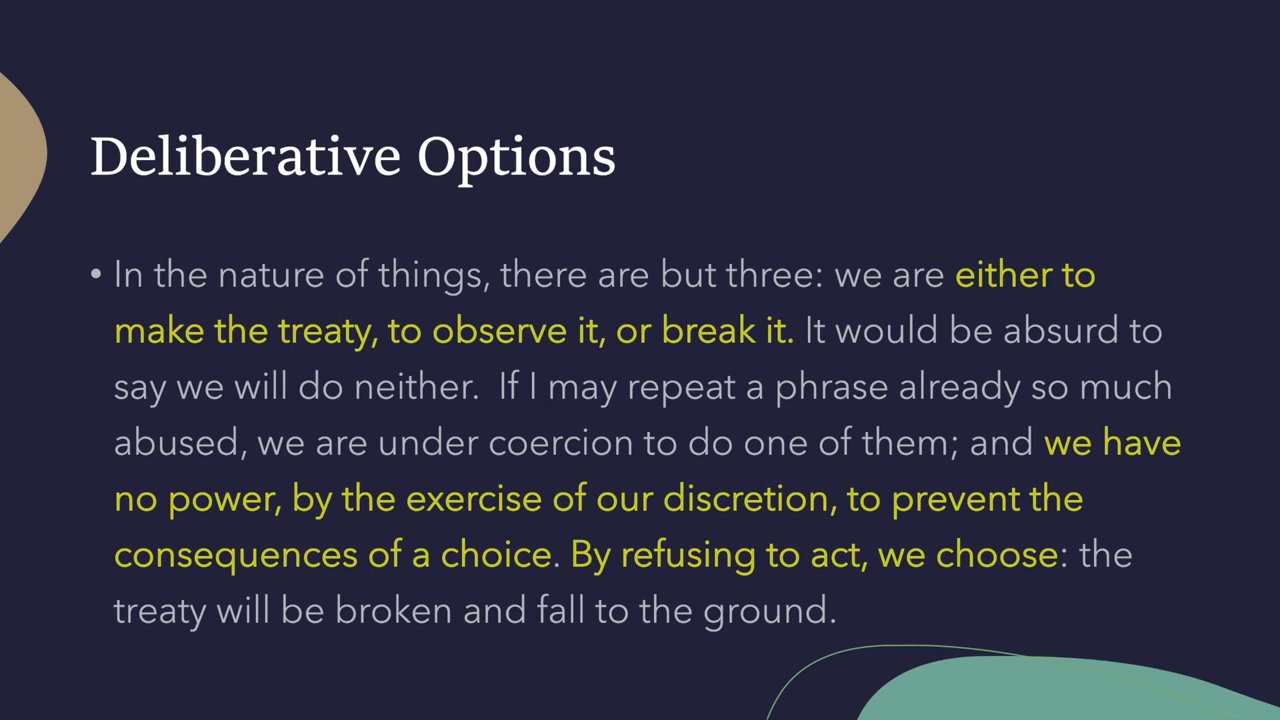 Deliberative Options
• In the nature of things, there are but three: we are either to
make the treaty, to observe it, or break it. It would be absurd to
say we will do neither.  If I may repeat a phrase already so much
abused, we are under coercion to do one of them; and we have
no power, by the exercise of our discretion, to prevent the
consequences of a choice. By refusing to act, we choose: the
treaty will be broken and fall to the ground.